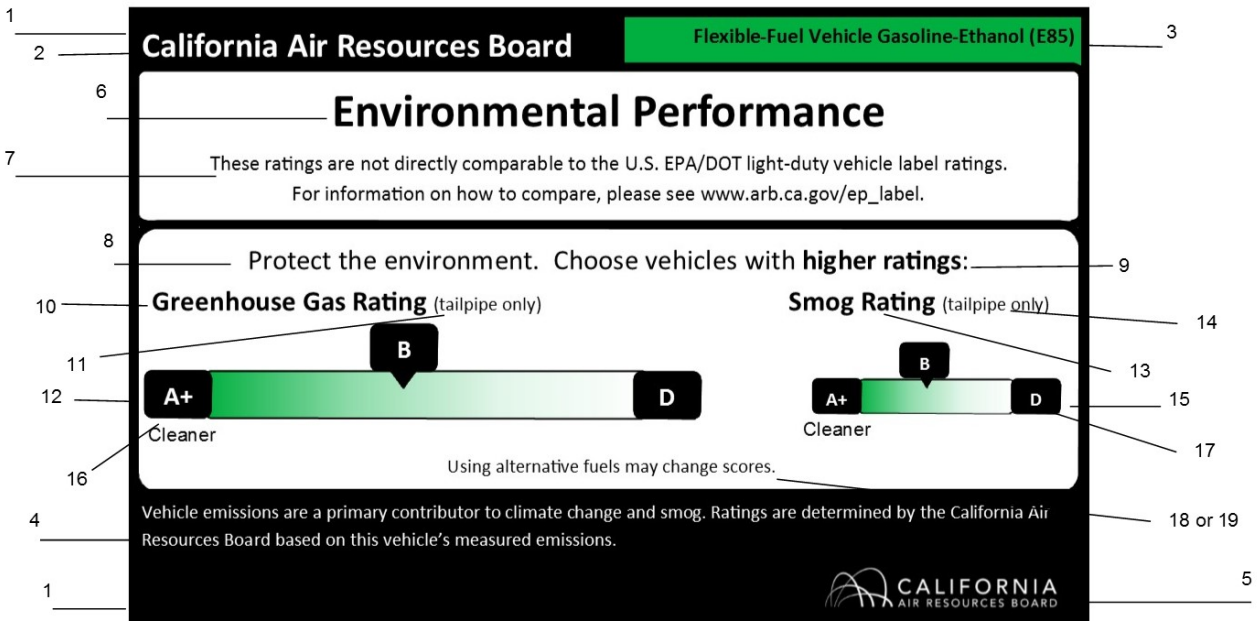 1
California Air Resources Board
Flexible-Fuel Vehicle Gasoline-Ethanol (E85)
3
2
6
Environmental Performance
7
These ratings are not directly comparable to the U.S. EPA/DOT light-duty vehicle label ratings.
For information on how to compare, please see www.arb.ca.gov/ep_label.
8
Protect the environment. Choose vehicles with higher ratings:
9
10
Greenhouse Gas Rating (tailpipe only)
Smog Rating (tailpipe only)
14
11
B
B
13
12
A+
D
A+
D
15
Cleaner
Cleaner
17
16
Using alternative fuels may change scores.
Vehicle emissions are a primary contributor to climate change and smog. Ratings are determined by the California Air
4
18 or 19
Resources Board based on this vehicle's measured emissions.
1
CALIFORNIA
AIR RESOURCES BOARD
5